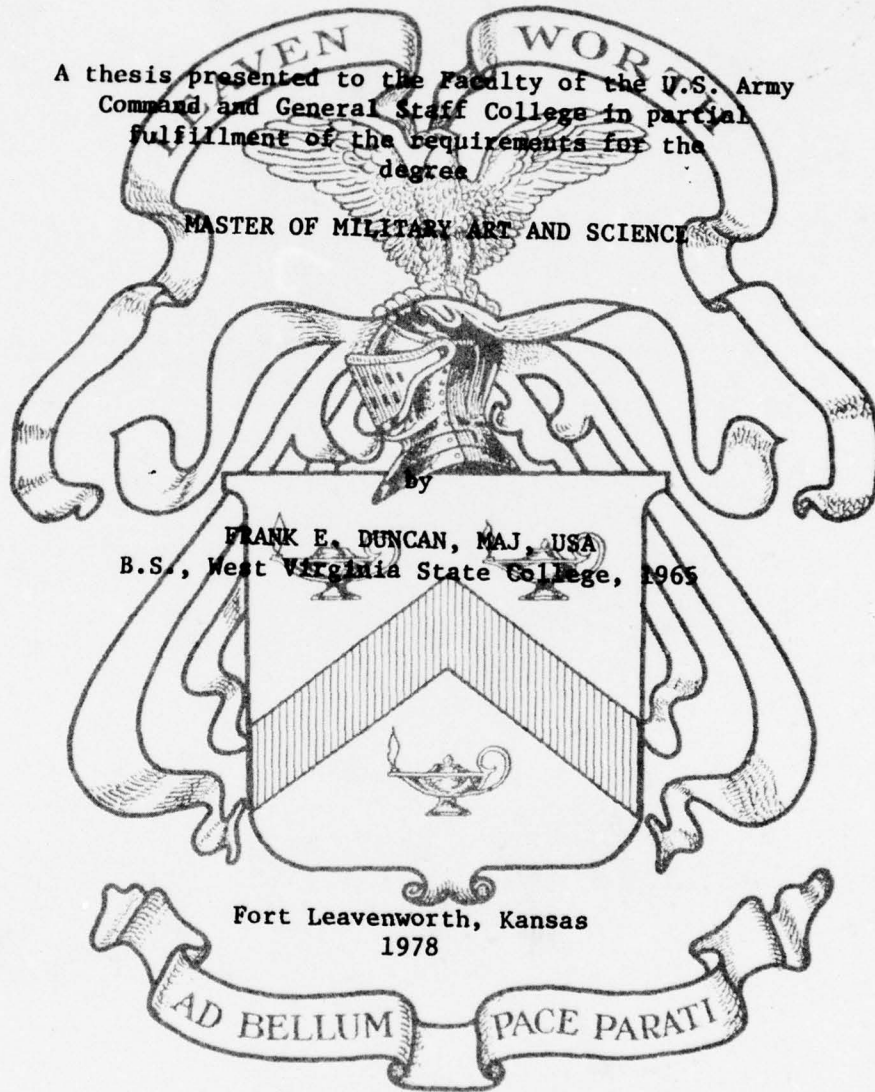 LEAVEN WORTH
A thesis presented to the Faculty of the U.S. Army
Command and General Staff College in partial
fulfillment of the requirements for the
degree
MASTER OF MILITARY ART AND SCIENCE
by
FRANK E. DUNCAN, MAJ, USA
B.S., West Virginia State College, 1965
Fort Leavenworth, Kansas
1978
AD BELLUM PACE PARATI